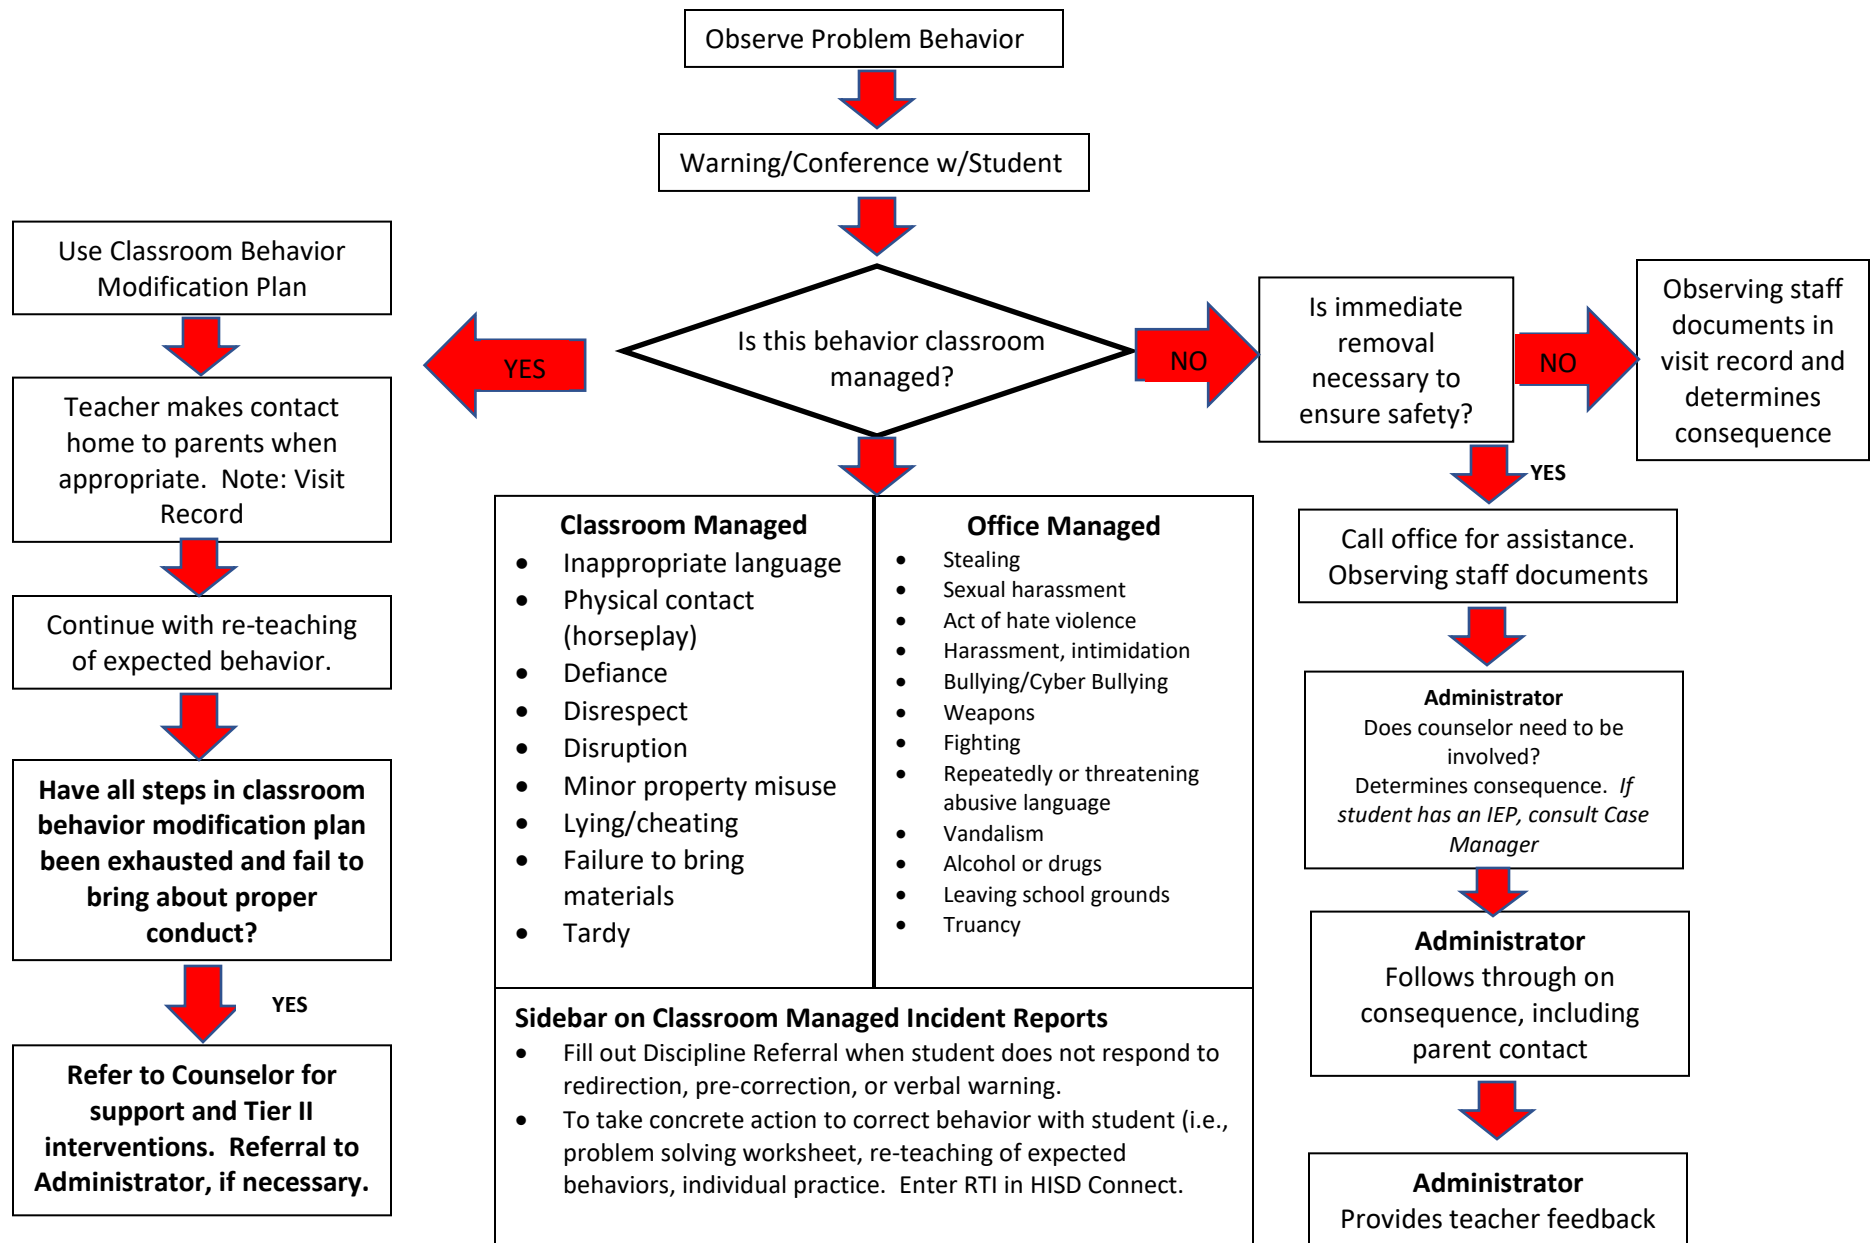 Observe Problem Behavior
Warning/Conference w/Student
Is this behavior classroom
managed?
YES
Use Classroom Behavior
Modification Plan
Teacher makes contact
home to parents when
appropriate.  Note: Visit
Record
Continue with re-teaching
of expected behavior.
Have all steps in classroom
behavior modification plan
been exhausted and fail to
bring about proper
conduct?
YES
Refer to Counselor for
support and Tier II
interventions.  Referral to
Administrator, if necessary.
Classroom Managed
• Inappropriate language
• Physical contact
(horseplay)
• Defiance
• Disrespect
• Disruption
• Minor property misuse
• Lying/cheating
• Failure to bring
materials
• Tardy
Office Managed
• Stealing
• Sexual harassment
• Act of hate violence
• Harassment, intimidation
• Bullying/Cyber Bullying
• Weapons
• Fighting
• Repeatedly or threatening
abusive language
• Vandalism
• Alcohol or drugs
• Leaving school grounds
• Truancy
Sidebar on Classroom Managed Incident Reports
• Fill out Discipline Referral when student does not respond to
redirection, pre-correction, or verbal warning.
• To take concrete action to correct behavior with student (i.e.,
problem solving worksheet, re-teaching of expected
behaviors, individual practice.  Enter RTI in HISD Connect.
NO
Is immediate
removal
necessary to
ensure safety?
NO
Observing staff
documents in
visit record and
determines
consequence
YES
Call office for assistance.
Observing staff documents
Administrator
Does counselor need to be
involved?
Determines consequence.  If
student has an IEP, consult Case
Manager
Administrator
Follows through on
consequence, including
parent contact
Administrator
Provides teacher feedback